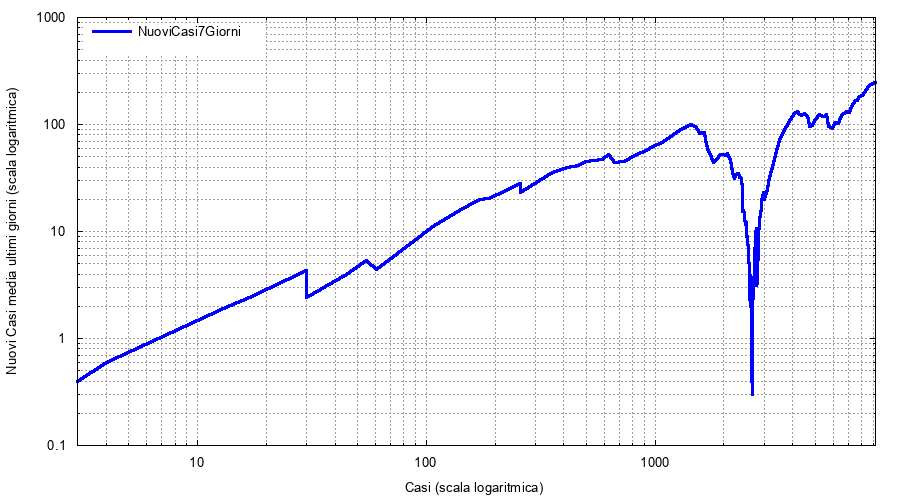 1000
NuoviCasi7Giorni
100
10
1
0.1
Nuovi Casi media ultimi giorni (scala logaritmica)
10 100 1000
Casi (scala logaritmica)